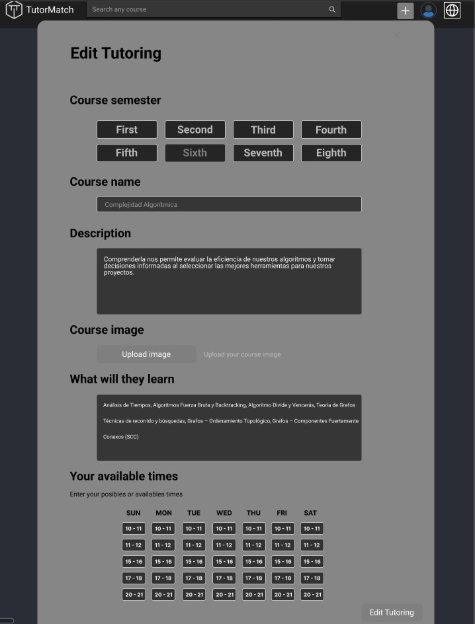 TutorMatch
Search any course
Edit Tutoring
Course semester
First Second Third Fourth
Fifth Sixth Seventh Eighth
Course name
Complejidad Algorítmica
Description
Comprenderla nos permite evaluar la eficiencia de nuestros algoritmos y tomar
decisiones informadas al seleccionar las mejores herramientas para nuestros
proyectos.
Course image
Upload image Upload your course image
What will they learn
Análisis de Tiempos, Algoritmos Fuerza Bruta y Backtracking, Algoritmo Divide y Vencerás, Teoría de Grafos
Técnicas de recorrido y búsquedas, Grafos – Ordenamiento Topológico, Grafos – Componentes Fuertemente
Conexos (SCC)
Your available times
Enter your posibles or availables times
SUN MON TUE WED THU FRI SAT
10 - 11 10 - 11 10 - 11 10 - 11 10 - 11 10 - 11 10 - 11
11 - 12 11 - 12 11 - 12 11 - 12 11 - 12 11 - 12 11 - 12
15 - 16 15 - 16 15 - 16 15 - 16 15 - 16 15 - 16 15 - 16
17 - 18 17 - 18 17 - 18 17 - 18 17 - 18 17 - 18 17 - 18
20 - 21 20 - 21 20 - 21 20 - 21 20 - 21 20 - 21 20 - 21
Edit Tutoring